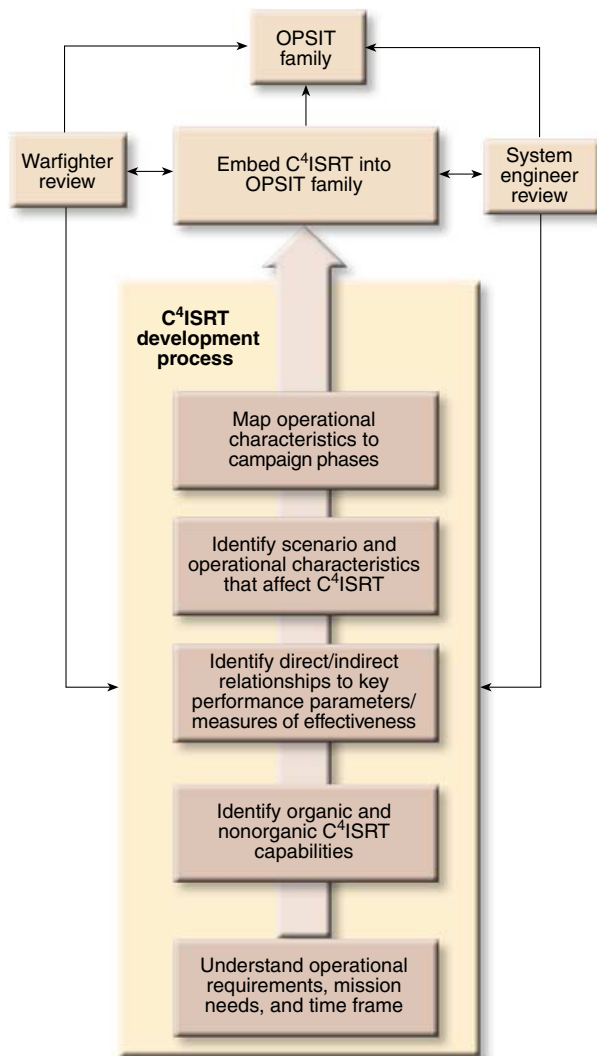 OPSIT
family
Warfighter
review
Embed C⁴ISRT into
OPSIT family
System
engineer
review
C⁴ISRT
development
process
Map operational
characteristics to
campaign phases
Identify scenario and
operational characteristics
that affect C⁴ISRT
Identify direct/indirect
relationships to key
performance parameters/
measures of effectiveness
Identify organic and
nonorganic C⁴ISRT
capabilities
Understand operational
requirements, mission
needs, and time frame